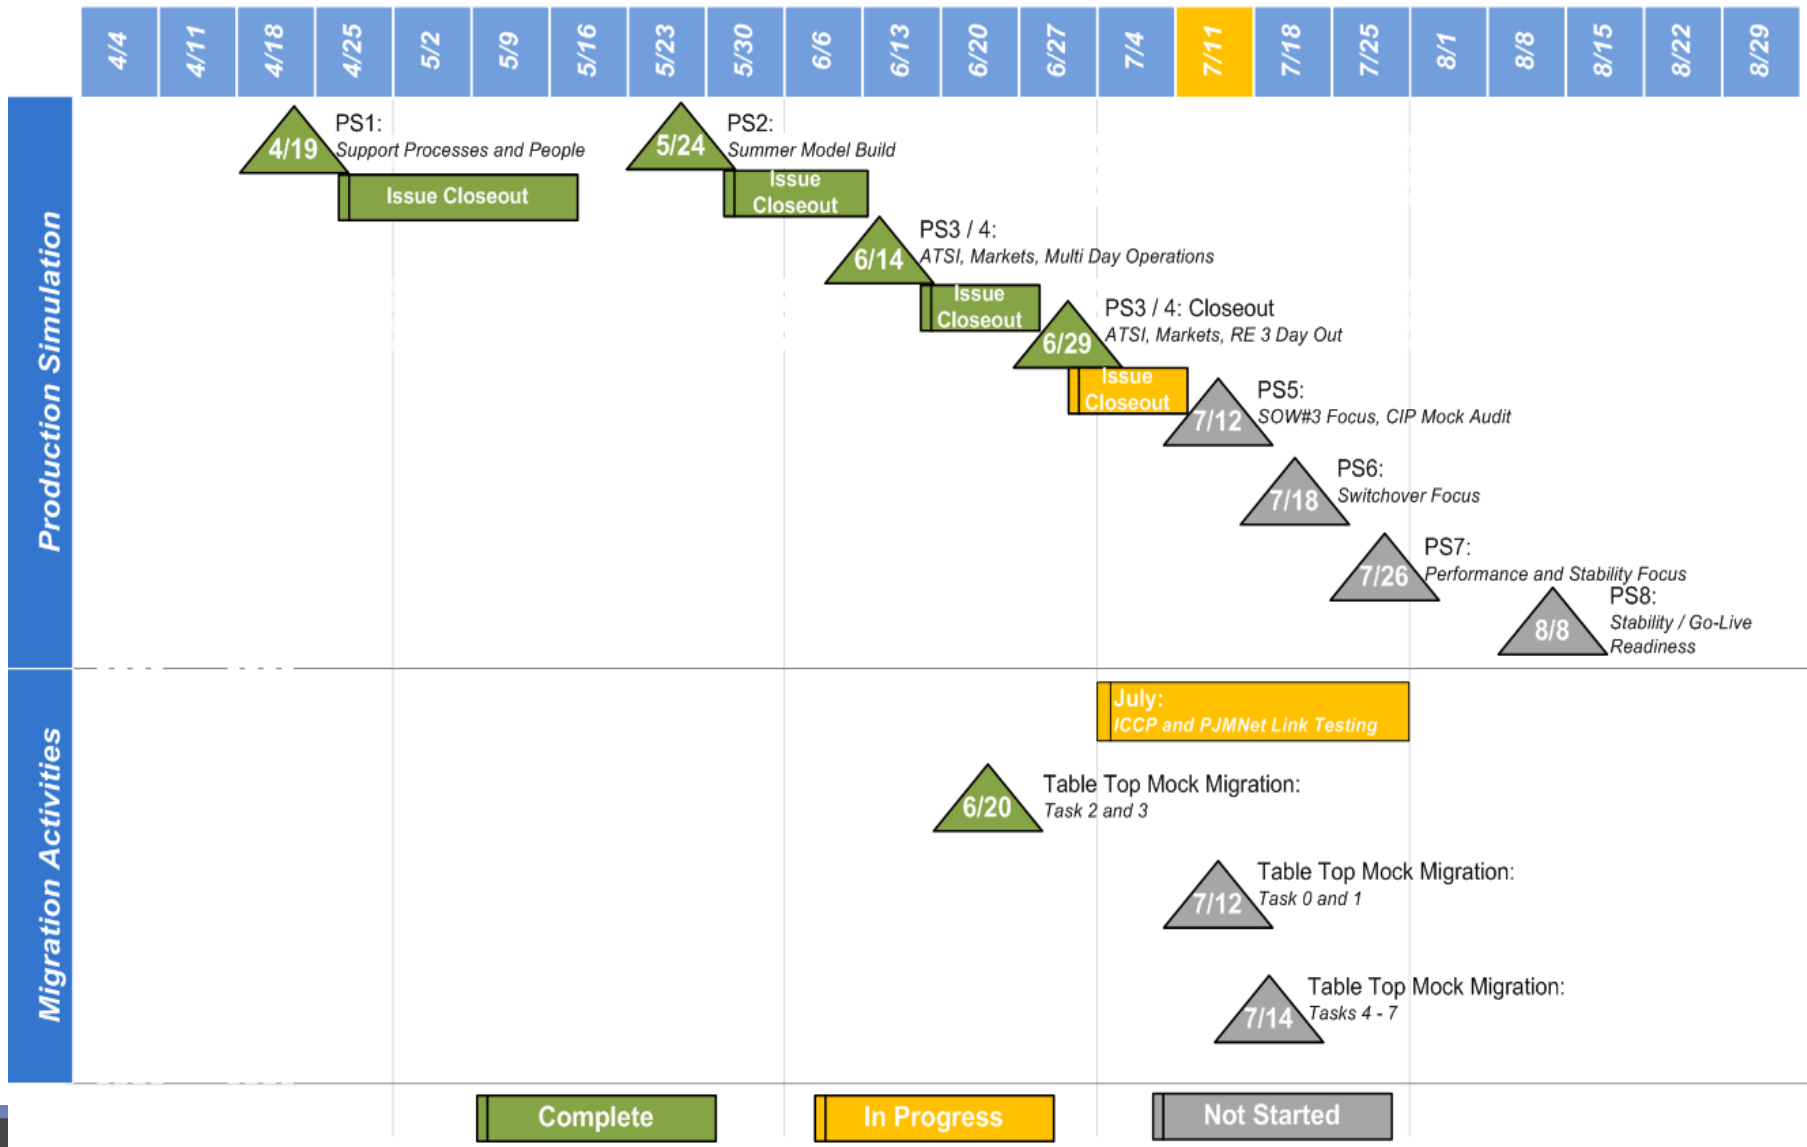 4/4
4/11
4/18
4/25
5/2
5/9
5/16
5/23
5/30
6/6
6/13
6/20
6/27
7/4
7/11
7/18
7/25
8/1
8/8
8/15
8/22
8/29
Production Simulation
4/19
PS1:
Support Processes and People
Issue Closeout
5/24
PS2:
Summer Model Build
Issue
Closeout
6/14
PS3 / 4:
ATSI, Markets, Multi Day Operations
Issue
Closeout
6/29
PS3 / 4: Closeout
ATSI, Markets, RE 3 Day Out
Issue
Closeout
7/12
PS5:
SOW#3 Focus, CIP Mock Audit
7/18
PS6:
Switchover Focus
7/26
PS7:
Performance and Stability Focus
8/8
PS8:
Stability / Go-Live
Readiness
Migration Activities
July:
ICCP and PJMNet Link Testing
6/20
Table Top Mock Migration:
Task 2 and 3
7/12
Table Top Mock Migration:
Task 0 and 1
7/14
Table Top Mock Migration:
Tasks 4 - 7
Complete
In Progress
Not Started